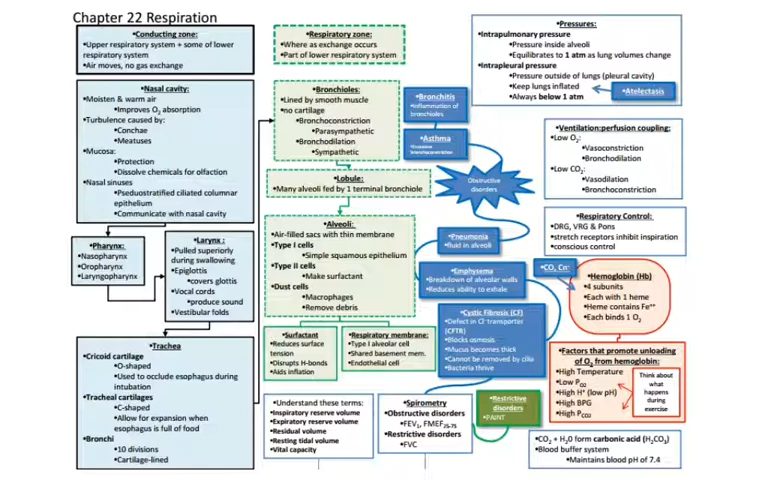 Chapter 22 Respiration
•Conducting zone:
•Upper respiratory system + some of lower
respiratory system
•Air moves, no gas exchange
•Respiratory zone:
•Where as exchange occurs
•Part of lower respiratory system
•Pressures:
•Intrapulmonary pressure
•Pressure inside alveoli
•Equilibrates to 1 atm as lung volumes change
•Intrapleural pressure
•Pressure outside of lungs (pleural cavity)
•Keep lungs inflated
•Always below 1 atm
•Atelectasis
•Nasal cavity:
•Moisten & warm air
•Improves O2 absorption
•Turbulence caused by:
•Conchae
•Meatuses
•Mucosa:
•Protection
•Dissolve chemicals for olfaction
•Nasal sinuses
•Pseduostratified ciliated columnar
epithelium
•Communicate with nasal cavity
•Bronchioles:
•Lined by smooth muscle
•no cartilage
•Bronchoconstriction
•Parasympathetic
•Bronchodilation
•Sympathetic
•Bronchitis
•Inflammation of
bronchioles
•Asthma
•Excessive
bronchoconstriction
Obstructive
disorders
•Ventilation:perfusion coupling:
•Low O2:
•Vasoconstriction
•Bronchodilation
•Low CO2:
•Vasodilation
•Bronchoconstriction
•Lobule:
•Many alveoli fed by 1 terminal bronchiole
•Respiratory Control:
•DRG, VRG & Pons
•stretch receptors inhibit inspiration
•conscious control
•Pharynx:
•Nasopharynx
•Oropharynx
•Laryngopharynx
•Larynx :
•Pulled superiorly
during swallowing
•Epiglottis
•covers glottis
•Vocal cords
•produce sound
•Vestibular folds
•Alveoli:
•Air-filled sacs with thin membrane
•Type I cells
•Simple squamous epithelium
•Type II cells
•Make surfactant
•Dust cells
•Macrophages
•Remove debris
•Pneumonia
•fluid in alveoli
•Emphysema
•Breakdown of alveolar walls
•Reduces ability to exhale
•CO, Cn-
•Hemoglobin (Hb)
•4 subunits
•Each with 1 heme
•Heme contains Fe++
•Each binds 1 O2
•Cystic Fibrosis (CF)
•Defect in Cl- transporter
(CFTR)
•Blocks osmosis
•Mucus becomes thick
•Cannot be removed by cilia
•Bacteria thrive
•Surfactant
•Reduces surface
tension
•Disrupts H-bonds
•Aids inflation
•Respiratory membrane:
•Type I alveolar cell
•Shared basement mem.
•Endothelial cell
•Trachea
•Cricoid cartilage
•O-shaped
•Used to occlude esophagus during
intubation
•Tracheal cartilages
•C-shaped
•Allow for expansion when
esophagus is full of food
•Bronchi
•10 divisions
•Cartilage-lined
•Factors that promote unloading
of O2 from hemoglobin:
•High Temperature
•Low PO2
•High H+ (low pH)
•High BPG
•High PCO2
Think about
what
happens
during
exercise
•Understand these terms:
•Inspiratory reserve volume
•Expiratory reserve volume
•Residual volume
•Resting tidal volume
•Vital capacity
•Spirometry
•Obstructive disorders
•FEV1, FMEF25-75
•Restrictive disorders
•FVC
•Restrictive
disorders
•PAINT
•CO2 + H20 form carbonic acid (H2CO3)
•Blood buffer system
•Maintains blood pH of 7.4